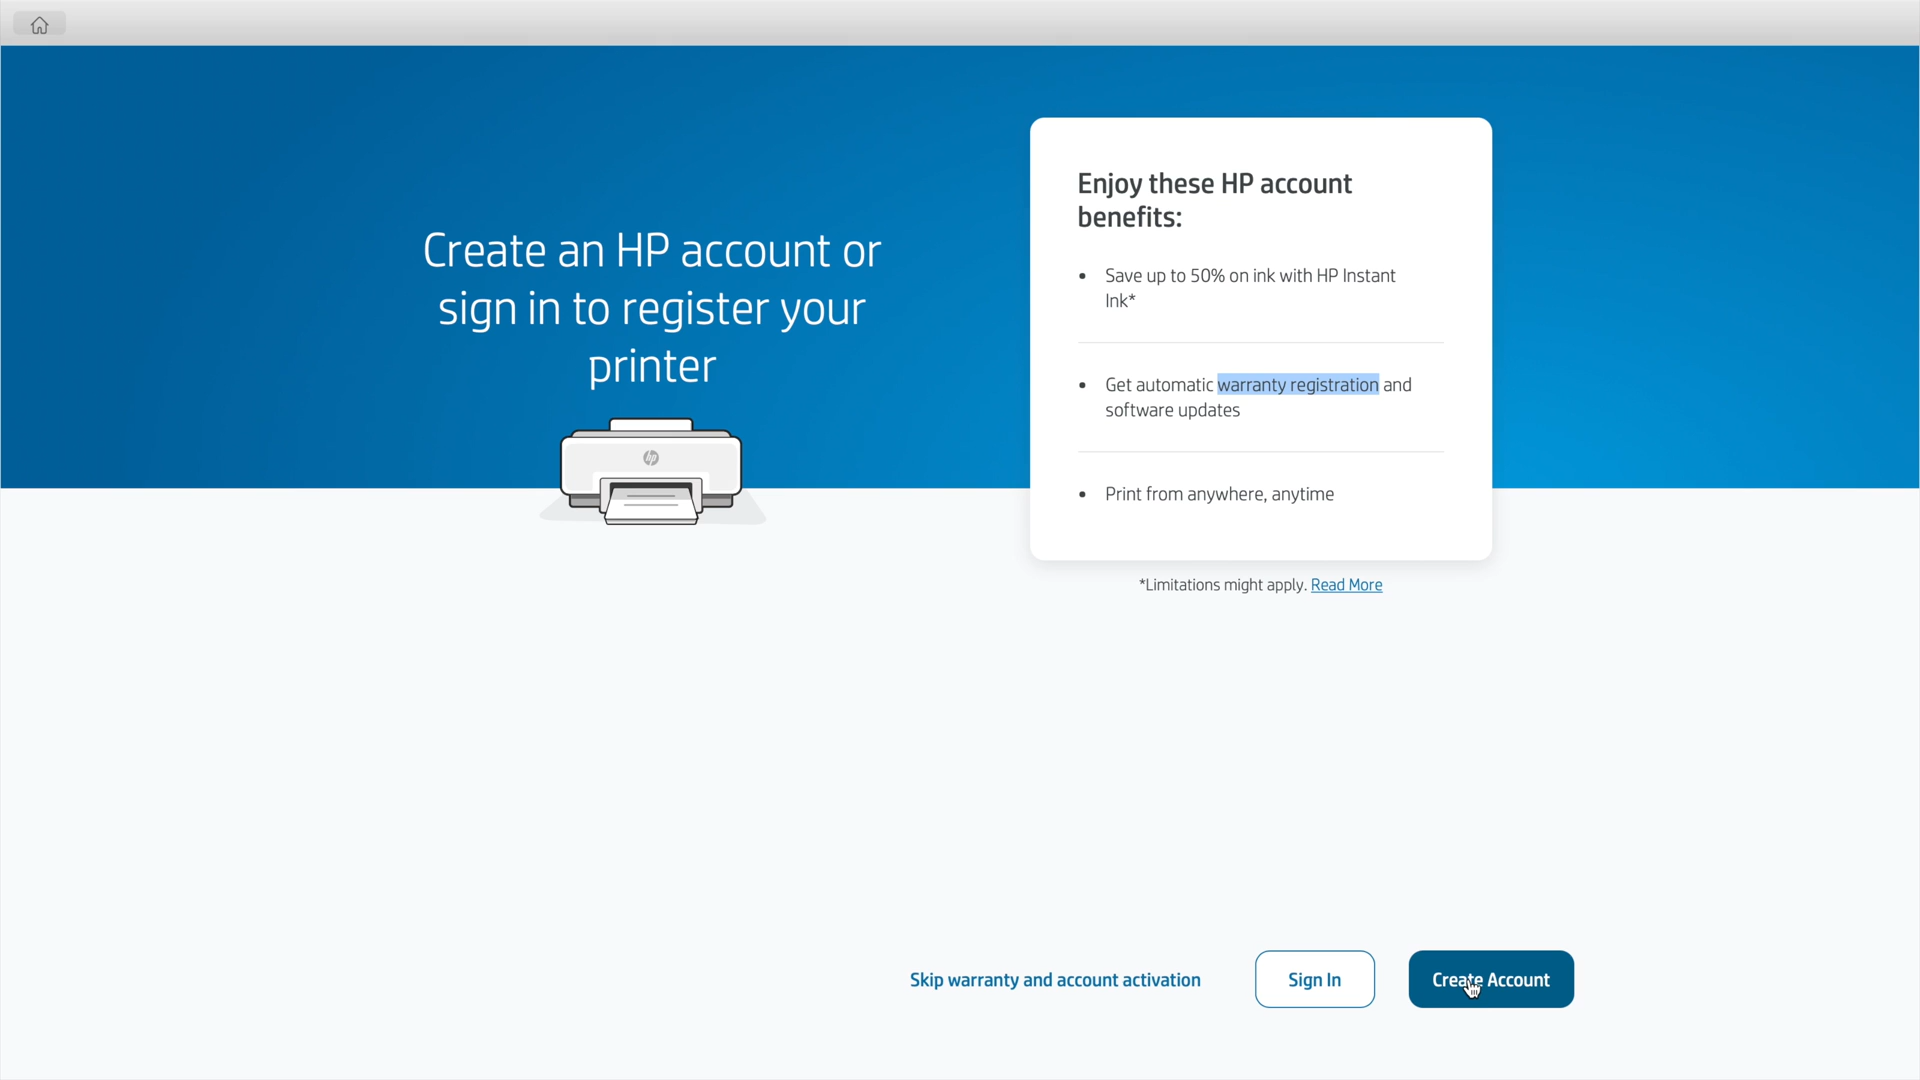 Create an HP account or
sign in to register your
printer
hp
Enjoy these HP account
benefits:
• Save up to 50% on ink with HP Instant
Ink*
• Get automatic warranty registration and
software updates
• Print from anywhere, anytime
*Limitations might apply. Read More
Skip warranty and account activation
Sign In
Create Account